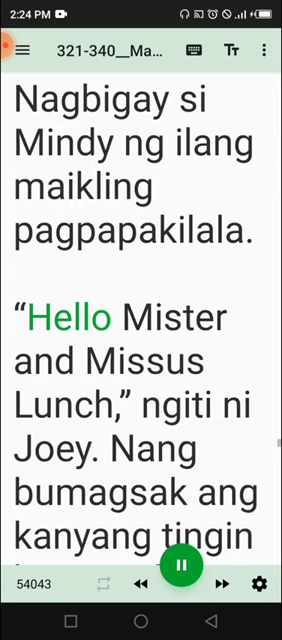 2:24 PM
321-340__Ma...
Nagbigay si
Mindy ng ilang
maikling
pagpapakilala.
“Hello Mister
and Missus
Lunch,” ngiti ni
Joey. Nang
bumagsak ang
kanyang tingin
54043